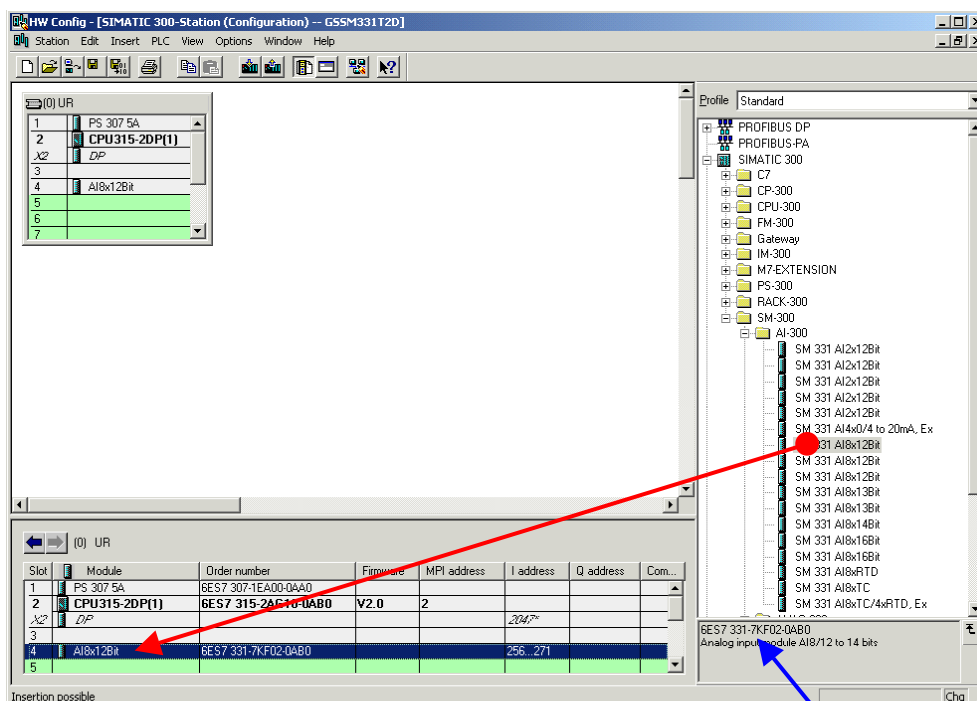 HW Config - [SIMATIC 300-Station (Configuration) -- GS5M331T2D]
Station Edit Insert PLC View Options Window Help
(0) UR
1 PS 307 5A
2 CPU315-2DP(1)
X2 DP
3
4 AI8x12Bit
5
6
7
Profile Standard
PROFIBUS DP
PROFIBUS-PA
SIMATIC 300
C7
CP-300
CPU-300
FM-300
Gateway
IM-300
M7-EXTENSION
PS-300
RACK-300
SM-300
AI-300
SM 331 AI2x12Bit
SM 331 AI2x12Bit
SM 331 AI2x12Bit
SM 331 AI2x12Bit
SM 331 AI2x12Bit
SM 331 AI4x0/4 to 20mA, Ex
331 AI8x12Bit
SM 331 AI8x12Bit
SM 331 AI8x12Bit
SM 331 AI8x13Bit
SM 331 AI8x13Bit
SM 331 AI8x14Bit
SM 331 AI8x16Bit
SM 331 AI8x16Bit
SM 331 AI8xRTD
SM 331 AI8xTC
SM 331 AI8xTC/4xRTD, Ex
(0) UR
Slot Module Order number Firmware MPI address I address Q address Com...
1 PS 307 5A 6ES7 307-1EA00-0AA0
2 CPU315-2DP(1) 6ES7 315-2AG10-0AB0 V2.0 2
X2 DP 2047*
3
4 AI8x12Bit 6ES7 331-7KF02-0AB0 256...271
5
6ES7 331-7KF02-0AB0
Analog input module AI8/12 to 14 bits
Insertion possible
Chg